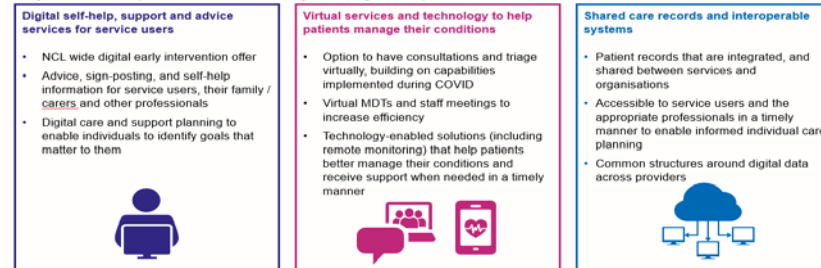 Digital self-help, support and advice
services for service users
• NCL wide digital early intervention offer
• Advice, sign-posting, and self-help
information for service users, their family /
carers and other professionals
• Digital care and support planning to
enable individuals to identify goals that
matter to them
Virtual services and technology to help
patients manage their conditions
• Option to have consultations and triage
virtually, building on capabilities
implemented during COVID
• Virtual MDTs and staff meetings to
increase efficiency
• Technology-enabled solutions (including
remote monitoring) that help patients
better manage their conditions and
receive support when needed in a timely
manner
Shared care records and interoperable
systems
• Patient records that are integrated, and
shared between services and
organisations
• Accessible to service users and the
appropriate professionals in a timely
manner to enable informed individual care
planning
• Common structures around digital data
across providers